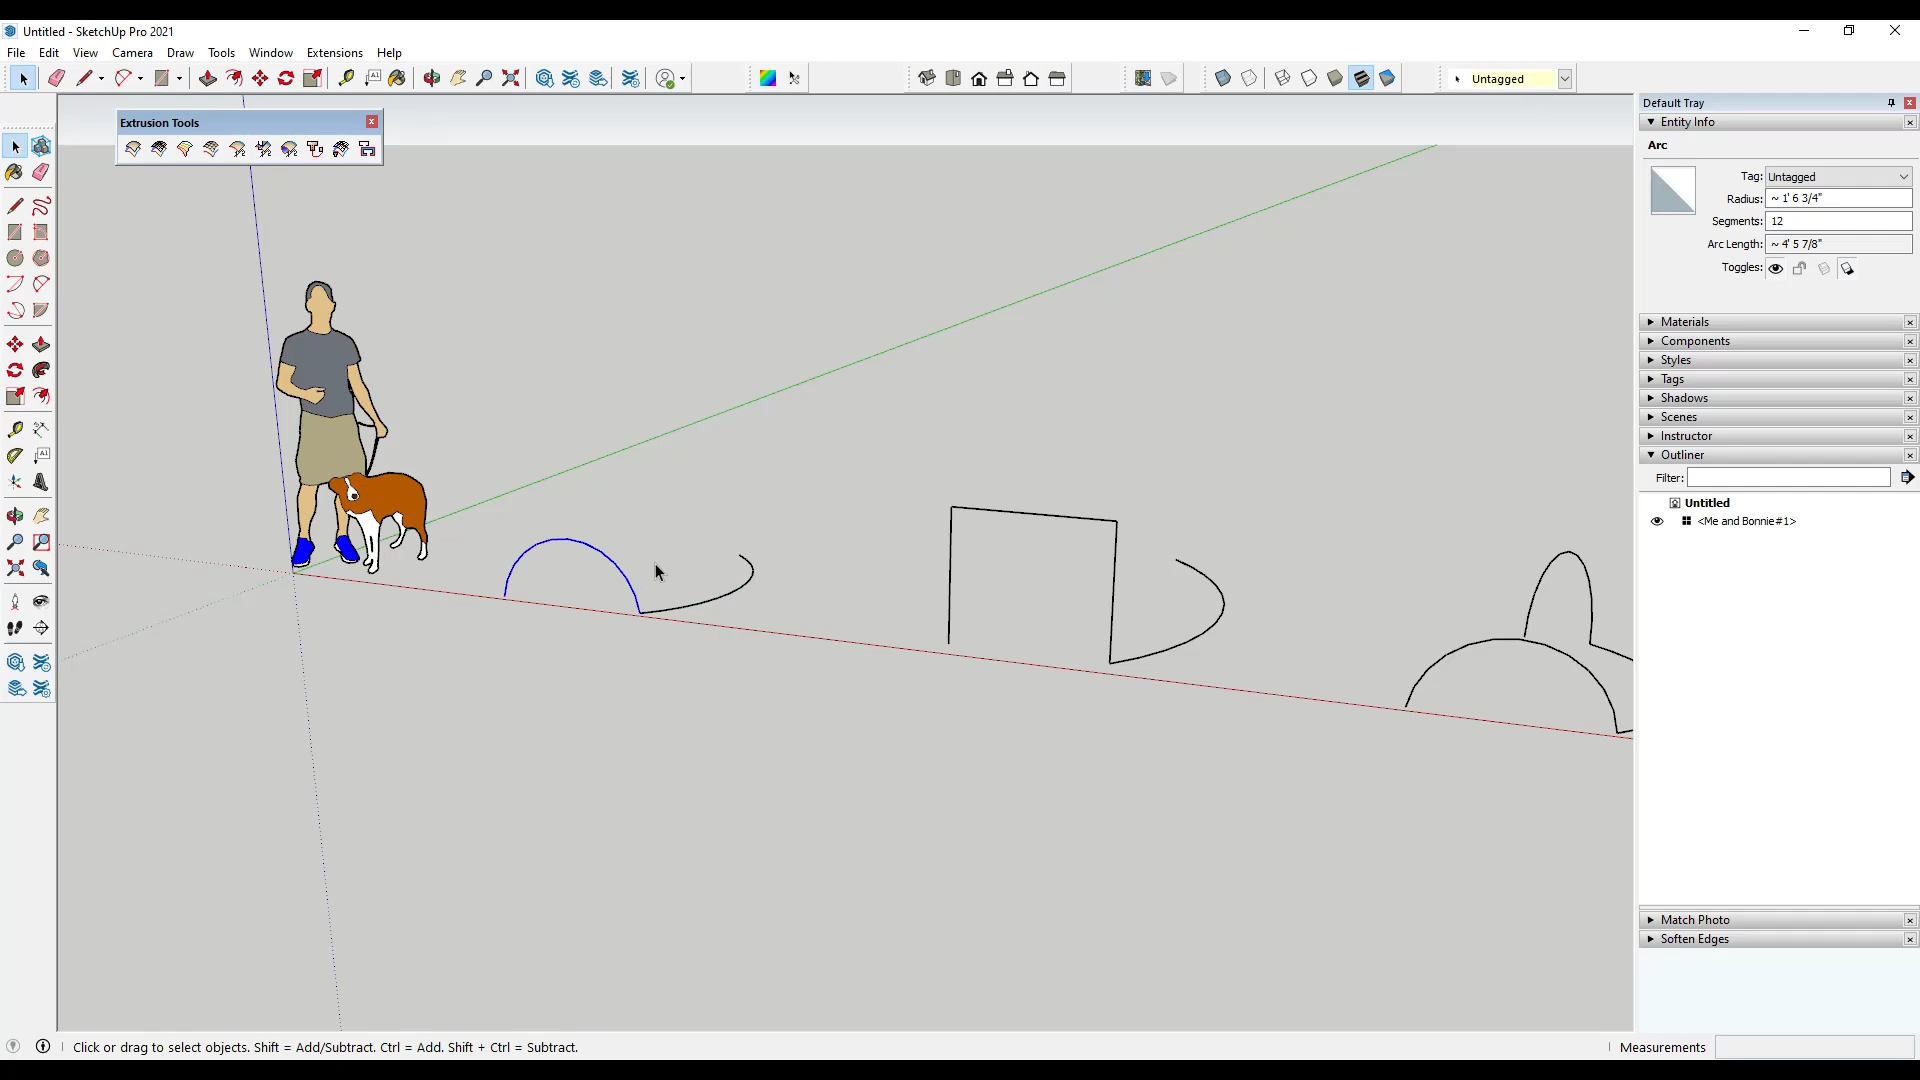 Untitled - SketchUp Pro 2021
File Edit View Camera Draw Tools Window Extensions Help
A1
Untagged
Extrusion Tools
Default Tray
Entity Info
Arc
Tag: Untagged
Radius: ~ 1' 6 3/4"
Segments: 12
Arc Length: ~ 4' 5 7/8"
Toggles:
Materials
Components
Styles
Tags
Shadows
Scenes
Instructor
Outliner
Filter:
Untitled
<Me and Bonnie#1>
Match Photo
Soften Edges
A1
Click or drag to select objects. Shift = Add/Subtract. Ctrl = Add. Shift + Ctrl = Subtract.
Measurements